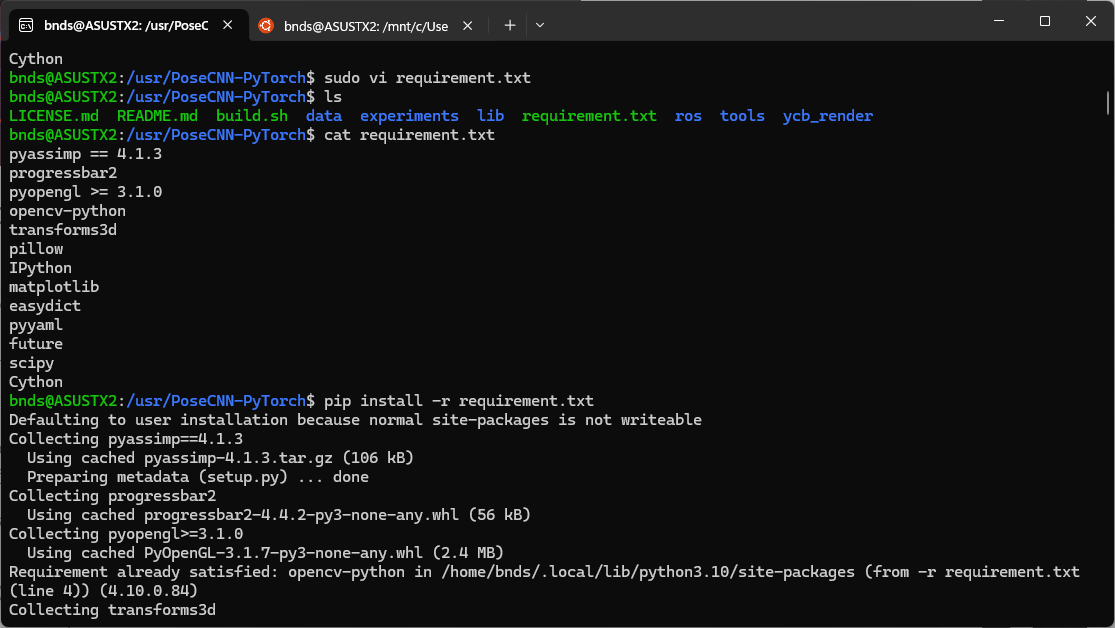 bnds@ASUSTX2: /usr/PoseC
bnds@ASUSTX2: /mnt/c/Use
Cython
bnds@ASUSTX2:/usr/PoseCNN-PyTorch$ sudo vi requirement.txt
bnds@ASUSTX2:/usr/PoseCNN-PyTorch$ ls
LICENSE.md  README.md  build.sh  data  experiments  lib  requirement.txt  ros  tools  ycb_render
bnds@ASUSTX2:/usr/PoseCNN-PyTorch$ cat requirement.txt
pyassimp == 4.1.3
progressbar2
pyopengl >= 3.1.0
opencv-python
transforms3d
pillow
IPython
matplotlib
easydict
pyyaml
future
scipy
Cython
bnds@ASUSTX2:/usr/PoseCNN-PyTorch$ pip install -r requirement.txt
Defaulting to user installation because normal site-packages is not writeable
Collecting pyassimp==4.1.3
  Using cached pyassimp-4.1.3.tar.gz (106 kB)
  Preparing metadata (setup.py) ... done
Collecting progressbar2
  Using cached progressbar2-4.4.2-py3-none-any.whl (56 kB)
Collecting pyopengl>=3.1.0
  Using cached PyOpenGL-3.1.7-py3-none-any.whl (2.4 MB)
Requirement already satisfied: opencv-python in /home/bnds/.local/lib/python3.10/site-packages (from -r requirement.txt
(line 4)) (4.10.0.84)
Collecting transforms3d